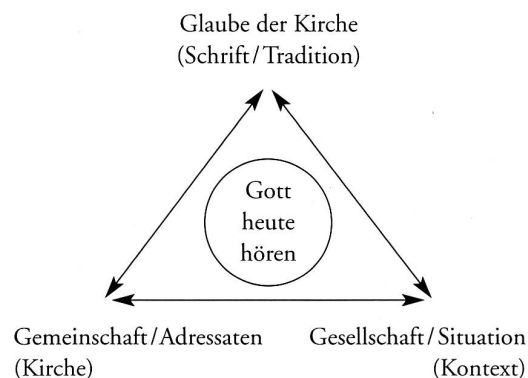 Glaube der Kirche
(Schrift/Tradition)
Gott
heute
hören
Gemeinschaft/Adressaten
(Kirche)
Gesellschaft/Situation
(Kontext)